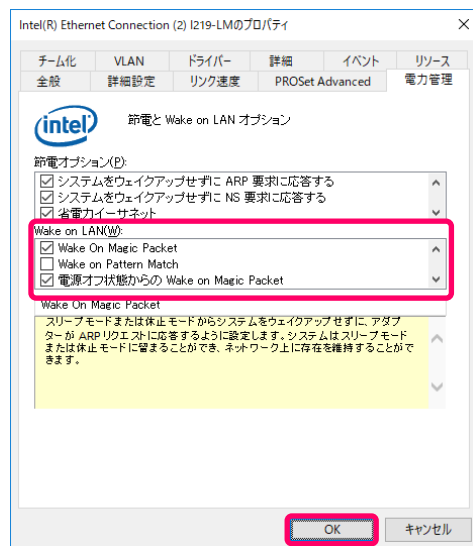 Intel(R) Ethernet Connection (2) I219-LMのプロパティ
チーム化 VLAN ドライバー 詳細 イベント リソース
全般 詳細設定 リンク速度 PROSet Advanced 電力管理
intel
節電と Wake on LAN オプション
節電オプション(P):
システムをウェイクアップせずに ARP 要求に応答する
システムをウェイクアップせずに NS 要求に応答する
省電力イーサネット
Wake on LAN(W):
Wake On Magic Packet
Wake on Pattern Match
電源オフ状態からの Wake on Magic Packet
Wake On Magic Packet
スリープ モードまたは休止 モードからシステムをウェイクアップ せずに、アダプ
ターが ARP リクエストに応答するように設定 します。システム はスリープ モード
または休止 モードに留まる ことができ、ネットワーク上に存在を維持することがで
きます。
OK キャンセル